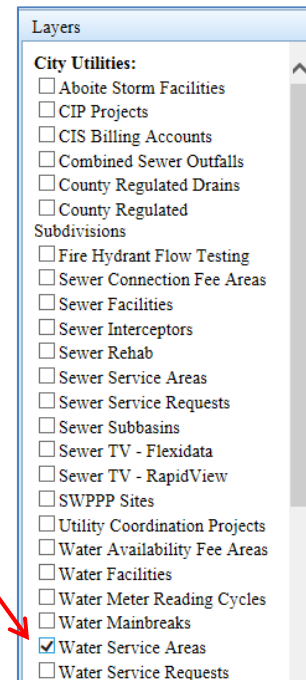 Layers
City Utilities:
Aboite Storm Facilities
CIP Projects
CIS Billing Accounts
Combined Sewer Outfalls
County Regulated Drains
County Regulated
Subdivisions
Fire Hydrant Flow Testing
Sewer Connection Fee Areas
Sewer Facilities
Sewer Interceptors
Sewer Rehab
Sewer Service Areas
Sewer Service Requests
Sewer Subbasins
Sewer TV - Flexidata
Sewer TV - RapidView
SWPPP Sites
Utility Coordination Projects
Water Availability Fee Areas
Water Facilities
Water Meter Reading Cycles
Water Mainbreaks
Water Service Areas
Water Service Requests